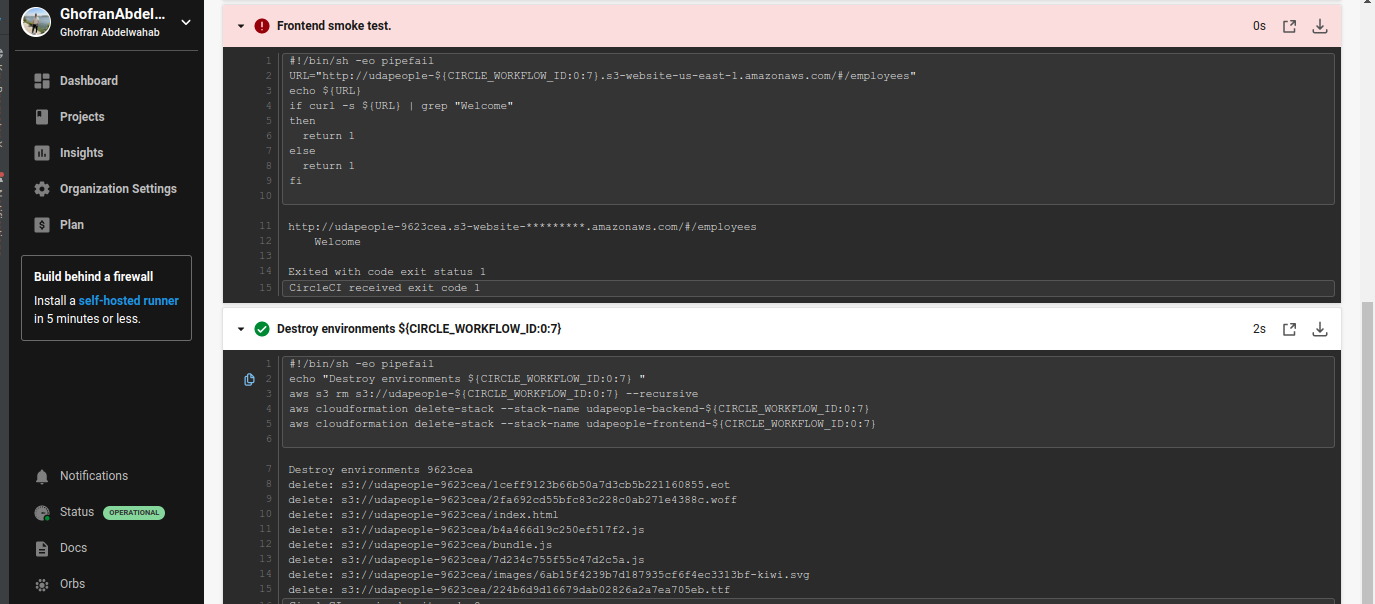 GhofranAbdel...
Ghofran Abdelwahab
Dashboard
Projects
Insights
Organization Settings
Plan
Build behind a firewall
Install a self-hosted runner
in 5 minutes or less.
Notifications
Status OPERATIONAL
Docs
Orbs
Frontend smoke test. 0s
1 #!/bin/sh -eo pipefail
2 URL="http://udapeople-${CIRCLE_WORKFLOW_ID:0:7}.s3-website-us-east-1.amazonaws.com/#/employees"
3 echo ${URL}
4 if curl -s ${URL} | grep "Welcome"
5 then
6   return 1
7 else
8   return 1
9 fi
10
11 http://udapeople-9623cea.s3-website-*********.amazonaws.com/#/employees
12     Welcome
13
14 Exited with code exit status 1
15 CircleCI received exit code 1
Destroy environments ${CIRCLE_WORKFLOW_ID:0:7} 2s
1 #!/bin/sh -eo pipefail
2 echo "Destroy environments ${CIRCLE_WORKFLOW_ID:0:7} "
3 aws s3 rm s3://udapeople-${CIRCLE_WORKFLOW_ID:0:7} --recursive
4 aws cloudformation delete-stack --stack-name udapeople-backend-${CIRCLE_WORKFLOW_ID:0:7}
5 aws cloudformation delete-stack --stack-name udapeople-frontend-${CIRCLE_WORKFLOW_ID:0:7}
6
7 Destroy environments 9623cea
8 delete: s3://udapeople-9623cea/1ceff9123b66b50a7d3cb5b221160855.eot
9 delete: s3://udapeople-9623cea/2fa692cd55bfc83c228c0ab271e4388c.woff
10 delete: s3://udapeople-9623cea/index.html
11 delete: s3://udapeople-9623cea/b4a466d19c250ef517f2.js
12 delete: s3://udapeople-9623cea/bundle.js
13 delete: s3://udapeople-9623cea/7d234c755f55c47d2c5a.js
14 delete: s3://udapeople-9623cea/images/6ab15f4239b7d187935cf6f4ec3313bf-kiwi.svg
15 delete: s3://udapeople-9623cea/224b6d9d16679dab02826a2a7ea705eb.ttf